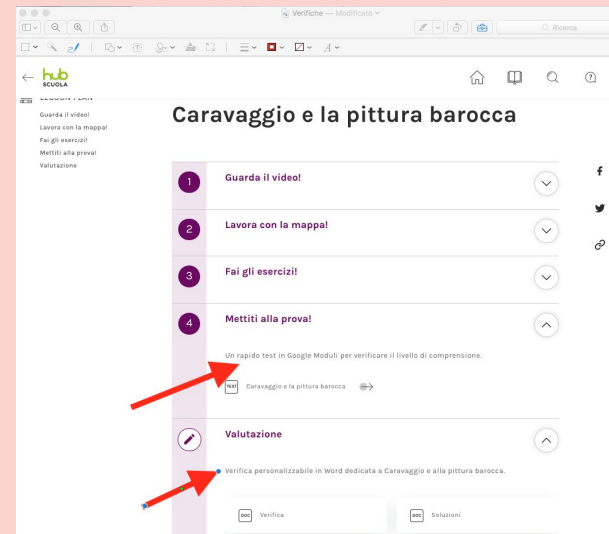 Verifiche — Modificato
Ricerca
hub
SCUOLA
LESSON PLAN
Guarda il video!
Lavora con la mappa!
Fai gli esercizi!
Mettiti alla prova!
Valutazione
Caravaggio e la pittura barocca
1 Guarda il video!
2 Lavora con la mappa!
3 Fai gli esercizi!
4 Mettiti alla prova!
Un rapido test in Google Moduli per verificare il livello di comprensione.
TEST Caravaggio e la pittura barocca
Valutazione
Verifica personalizzabile in Word dedicata a Caravaggio e alla pittura barocca.
DOC Verifica
DOC Soluzioni